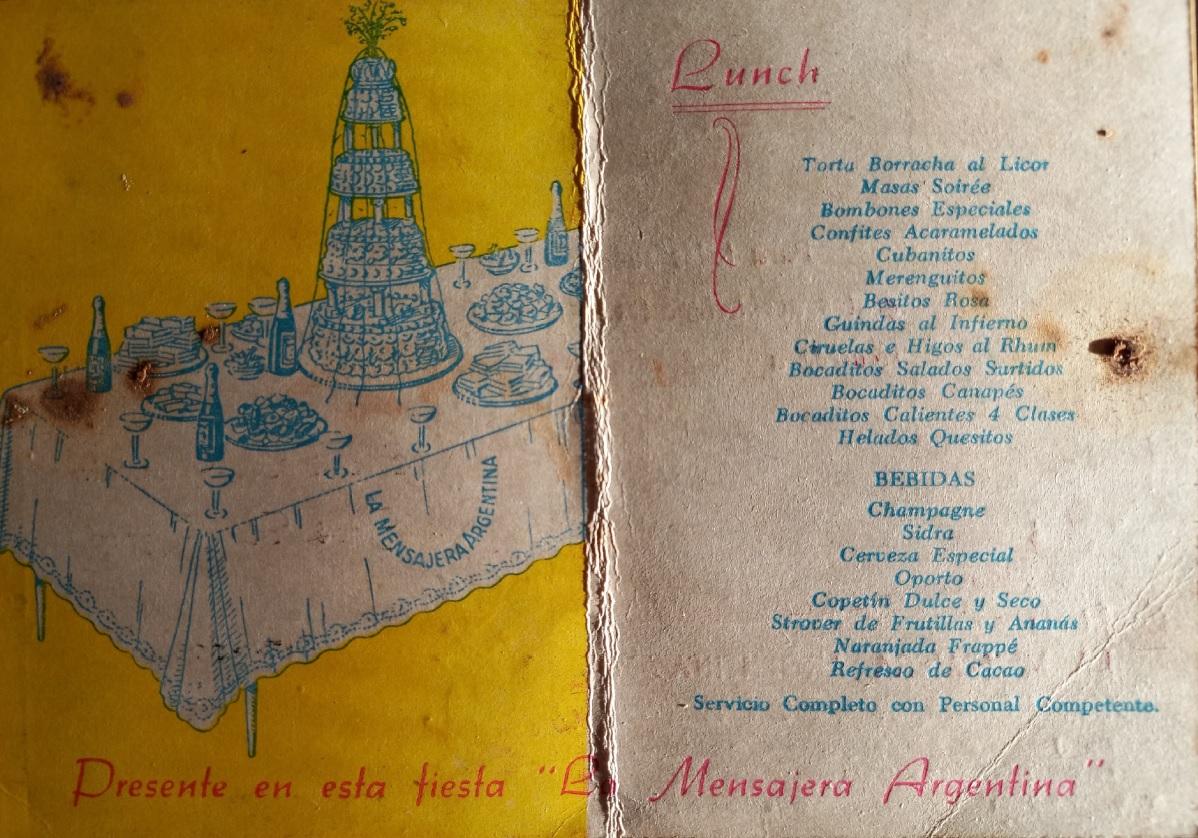 LA MENSAJERA ARGENTINA
Lunch
Torta Borracha al Licor
Masas Soirée
Bombones Especiales
Confites Acaramelados
Cubanitos
Merenguitos
Besitos Rosa
Guindas al Infierno
Ciruelas e Higos al Rhum
Bocaditos Salados Surtidos
Bocaditos Canapés
Bocaditos Calientes 4 Clases
Helados Quesitos
BEBIDAS
Champagne
Sidra
Cerveza Especial
Oporto
Copetín Dulce y Seco
Strover de Frutillas y Ananás
Naranjada Frappé
Refresco de Cacao
Servicio Completo con Personal Competente.
Presente en esta fiesta "La Mensajera Argentina"